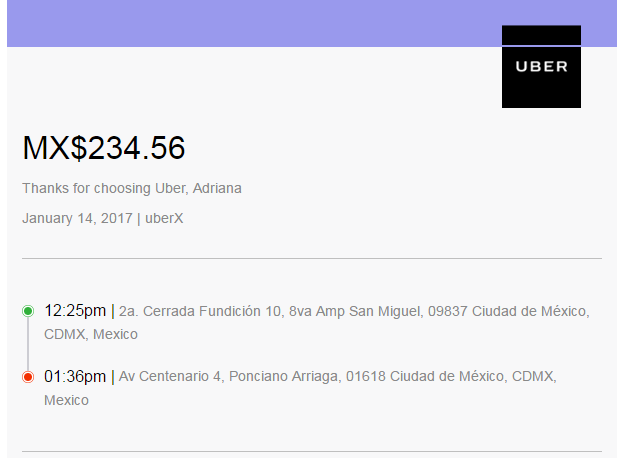 UBER
MX$234.56
Thanks for choosing Uber, Adriana
January 14, 2017 | uberX
12:25pm | 2a. Cerrada Fundición 10, 8va Amp San Miguel, 09837 Ciudad de México,
CDMX, Mexico
01:36pm | Av Centenario 4, Ponciano Arriaga, 01618 Ciudad de México, CDMX,
Mexico